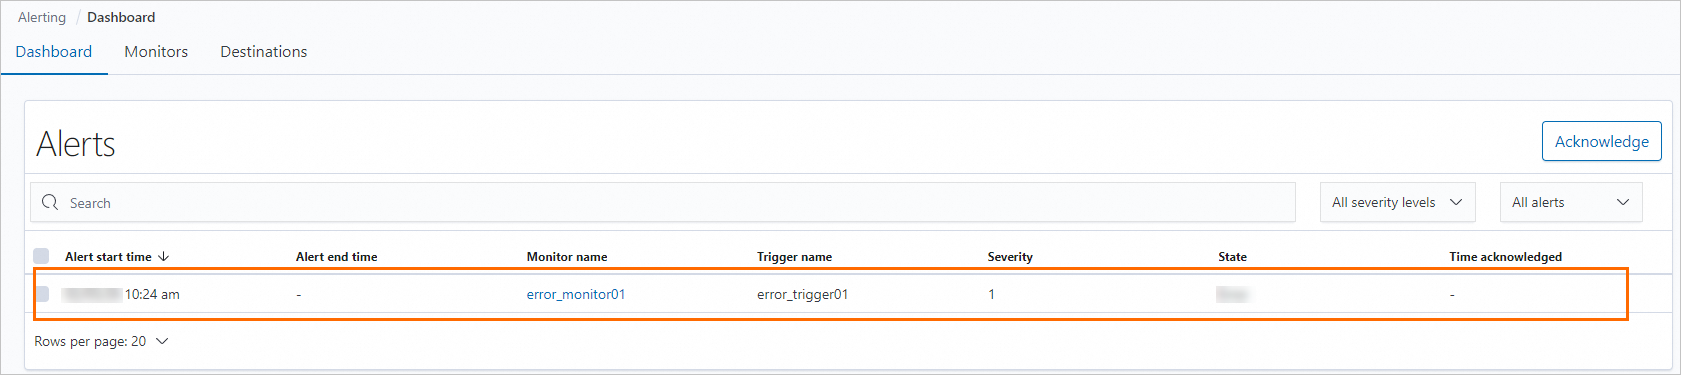 Alerting / Dashboard
Dashboard Monitors Destinations
Alerts
Acknowledge
Search
All severity levels
All alerts
Alert start time Alert end time Monitor name Trigger name Severity State Time acknowledged
10:24 am - error_monitor01 error_trigger01 1 -
Rows per page: 20